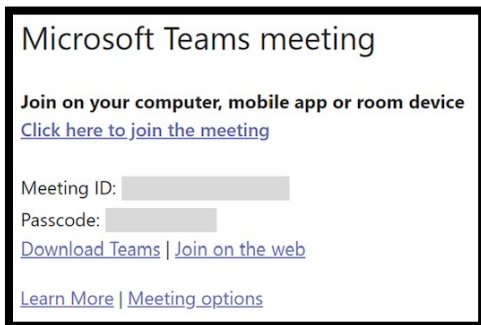 Microsoft Teams meeting
Join on your computer, mobile app or room device
Click here to join the meeting
Meeting ID:
Passcode:
Download Teams | Join on the web
Learn More | Meeting options